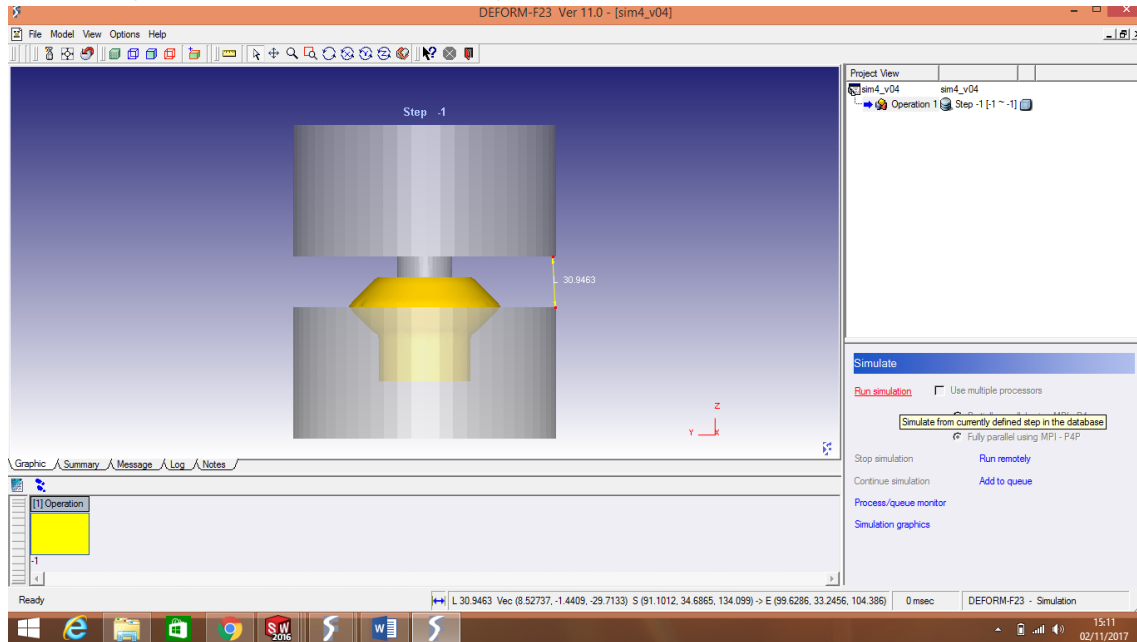 DEFORM-F23 Ver 11.0 - [sim4_v04]
File Model View Options Help
Step -1
30.9463
Project View
sim4_v04 sim4_v04
Operation 1 Step -1 [-1 ~ -1]
Z
Y X
Graphic Summary Message Log Notes
Simulate
Run simulation Use multiple processors
Simulate from currently defined step in the database
Fully parallel using MPI - P4P
Stop simulation Run remotely
Continue simulation Add to queue
Process/queue monitor
Simulation graphics
[1] Operation
-1
Ready L 30.9463 Vec (8.52737, -1.4409, -29.7133) S (91.1012, 34.6865, 134.099) -> E (99.6286, 33.2456, 104.386) 0 msec DEFORM-F23 - Simulation
SW
2016
15:11
02/11/2017